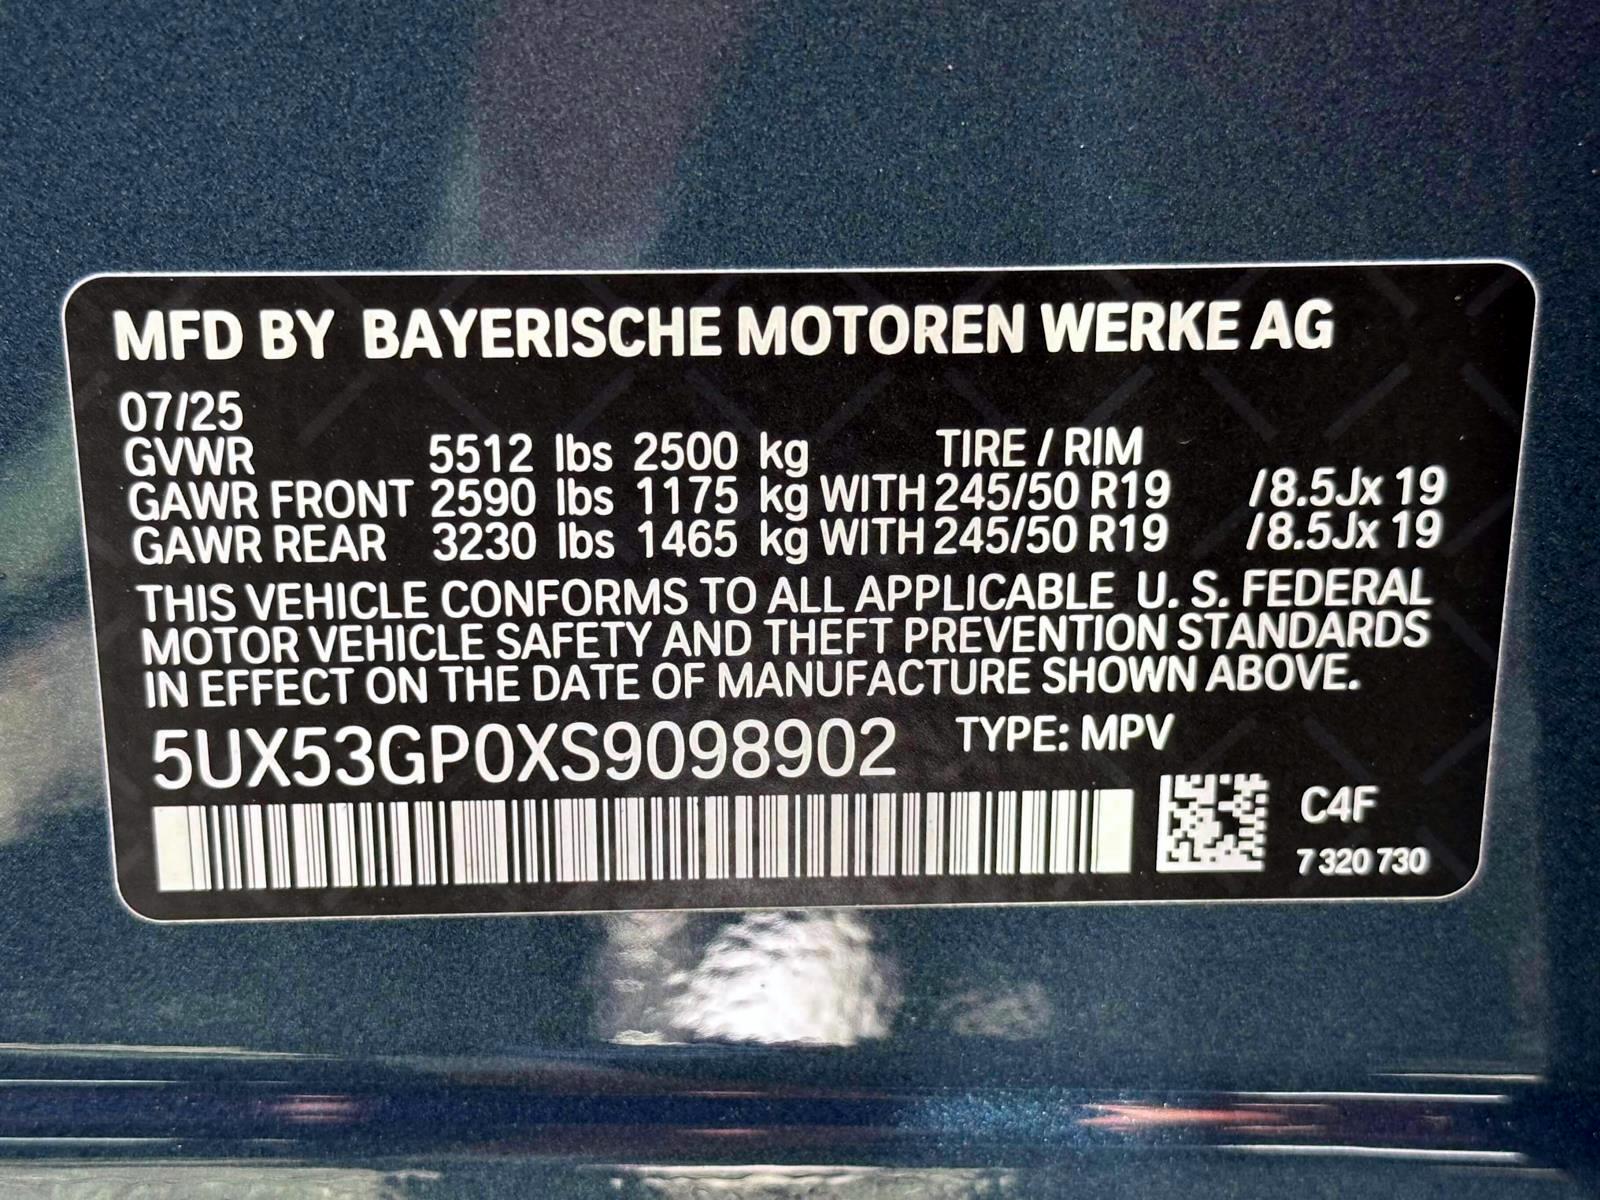 MFD BY BAYERISCHE MOTOREN WERKE AG
07/25
GVWR 5512 lbs 2500 kg TIRE / RIM
GAWR FRONT 2590 lbs 1175 kg WITH 245/50 R19 /8.5Jx 19
GAWR REAR 3230 lbs 1465 kg WITH 245/50 R19 /8.5Jx 19
THIS VEHICLE CONFORMS TO ALL APPLICABLE U. S. FEDERAL
MOTOR VEHICLE SAFETY AND THEFT PREVENTION STANDARDS
IN EFFECT ON THE DATE OF MANUFACTURE SHOWN ABOVE.
5UX53GP0XS9098902 TYPE: MPV
C4F
7 320 730